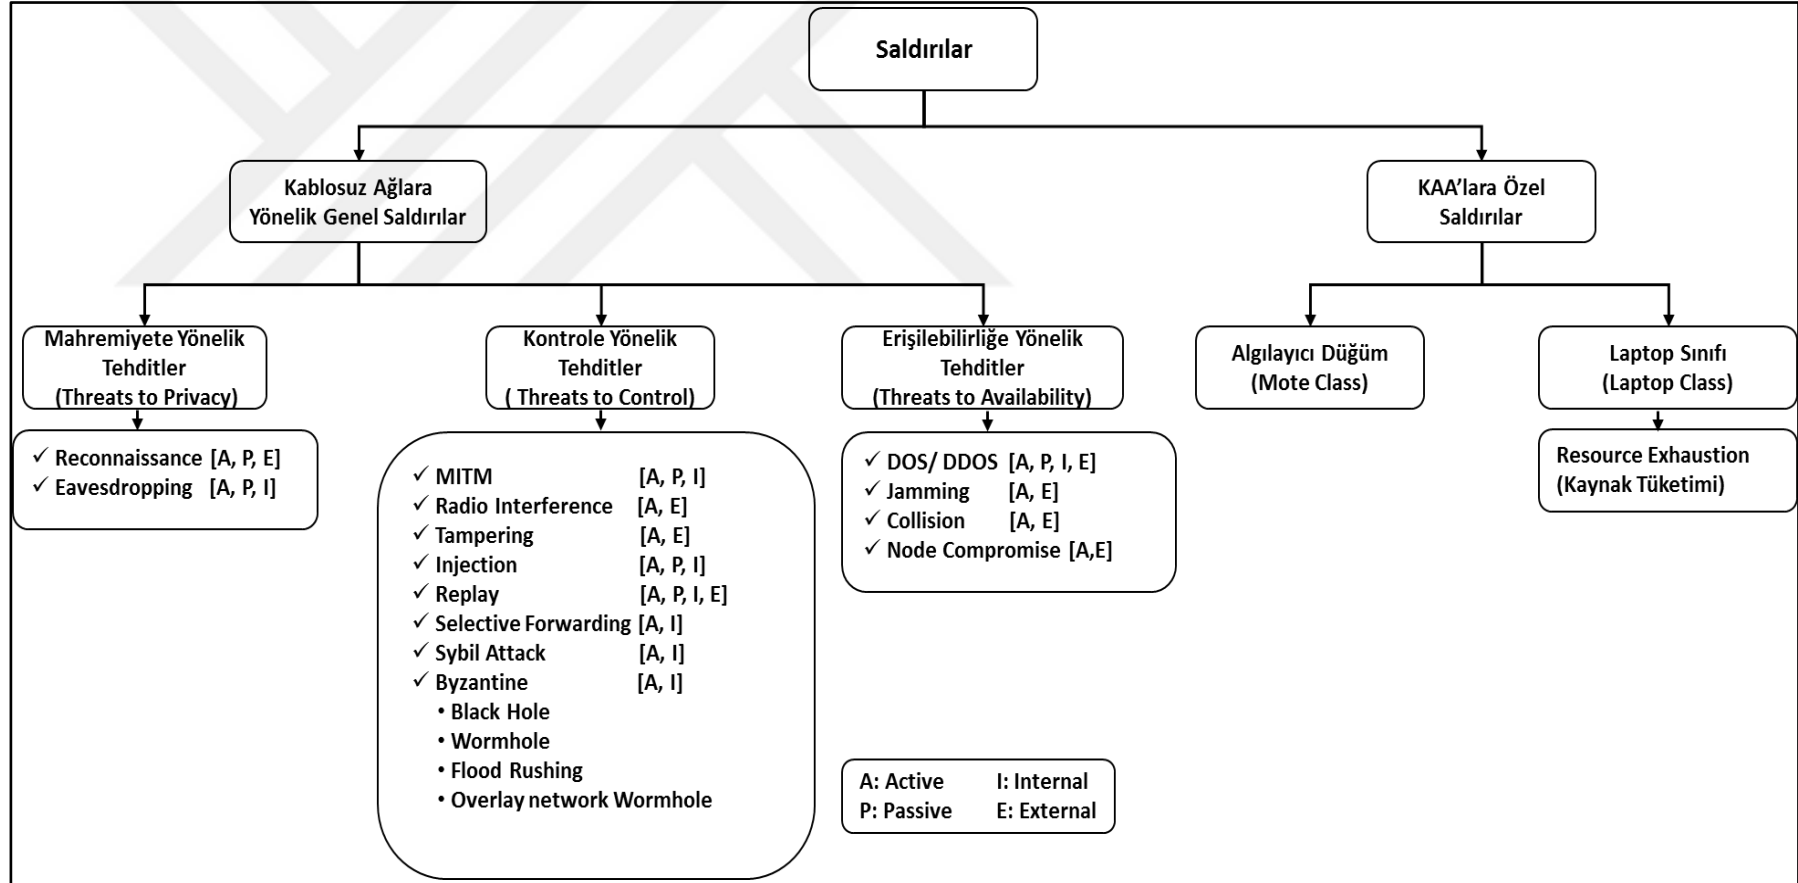 Saldırılar
Kablosuz Ağlara
Yönelik Genel Saldırılar
KAA'lara Özel
Saldırılar
Mahremiyete Yönelik
Tehditler
(Threats to Privacy)
Kontrole Yönelik
Tehditler
( Threats to Control)
Erişilebilirliğe Yönelik
Tehditler
(Threats to Availability)
Algılayıcı Düğüm
(Mote Class)
Laptop Sınıfı
(Laptop Class)
✓ Reconnaissance [A, P, E]
✓ Eavesdropping [A, P, I]
✓ MITM [A, P, I]
✓ Radio Interference [A, E]
✓ Tampering [A, E]
✓ Injection [A, P, I]
✓ Replay [A, P, I, E]
✓ Selective Forwarding [A, I]
✓ Sybil Attack [A, I]
✓ Byzantine [A, I]
• Black Hole
• Wormhole
• Flood Rushing
• Overlay network Wormhole
✓ DOS/ DDOS [A, P, I, E]
✓ Jamming [A, E]
✓ Collision [A, E]
✓ Node Compromise [A,E]
Resource Exhaustion
(Kaynak Tüketimi)
A: Active I: Internal
P: Passive E: External